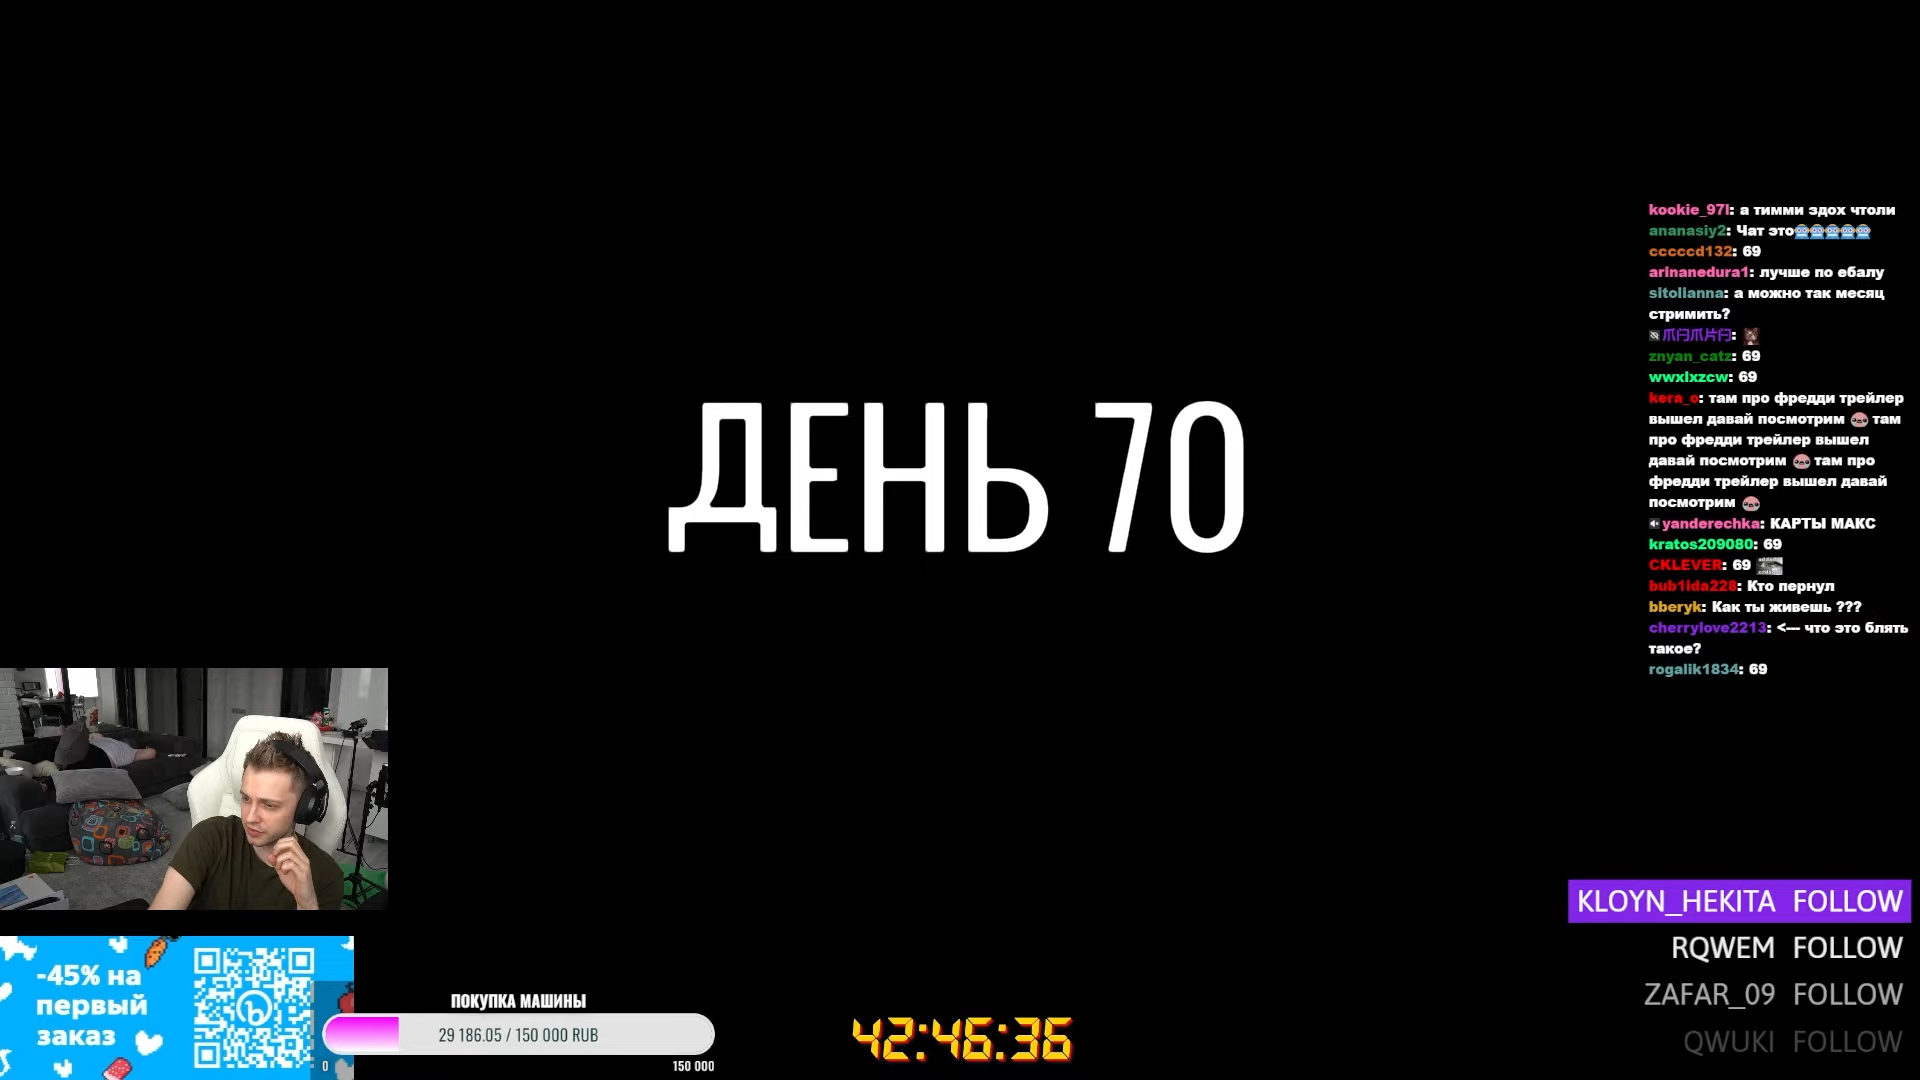 ДЕНЬ 70
kookie_97l: а тимми здох чтоли
ananasiy2: Чат это
cccccd132: 69
arinanedura1: лучше по ебалу
sitolianna: а можно так месяц
стримить?
znyan_catz: 69
wwxlxzcw: 69
kera_o: там про фредди трейлер
вышел давай посмотрим там
про фредди трейлер вышел
давай посмотрим там про
фредди трейлер вышел давай
посмотрим
yanderechka: КАРТЫ МАКС
kratos209080: 69
CKLEVER: 69
bub1lda228: Кто пернул
bberyk: Как ты живешь ???
cherrylove2213: <--- что это блять
такое?
rogalik1834: 69
KLOYN_HEKITA FOLLOW
RQWEM FOLLOW
ZAFAR_09 FOLLOW
QWUKI FOLLOW
-45% на
первый
заказ
ПОКУПКА МАШИНЫ
29 186.05 / 150 000 RUB
0
150 000
42:46:36